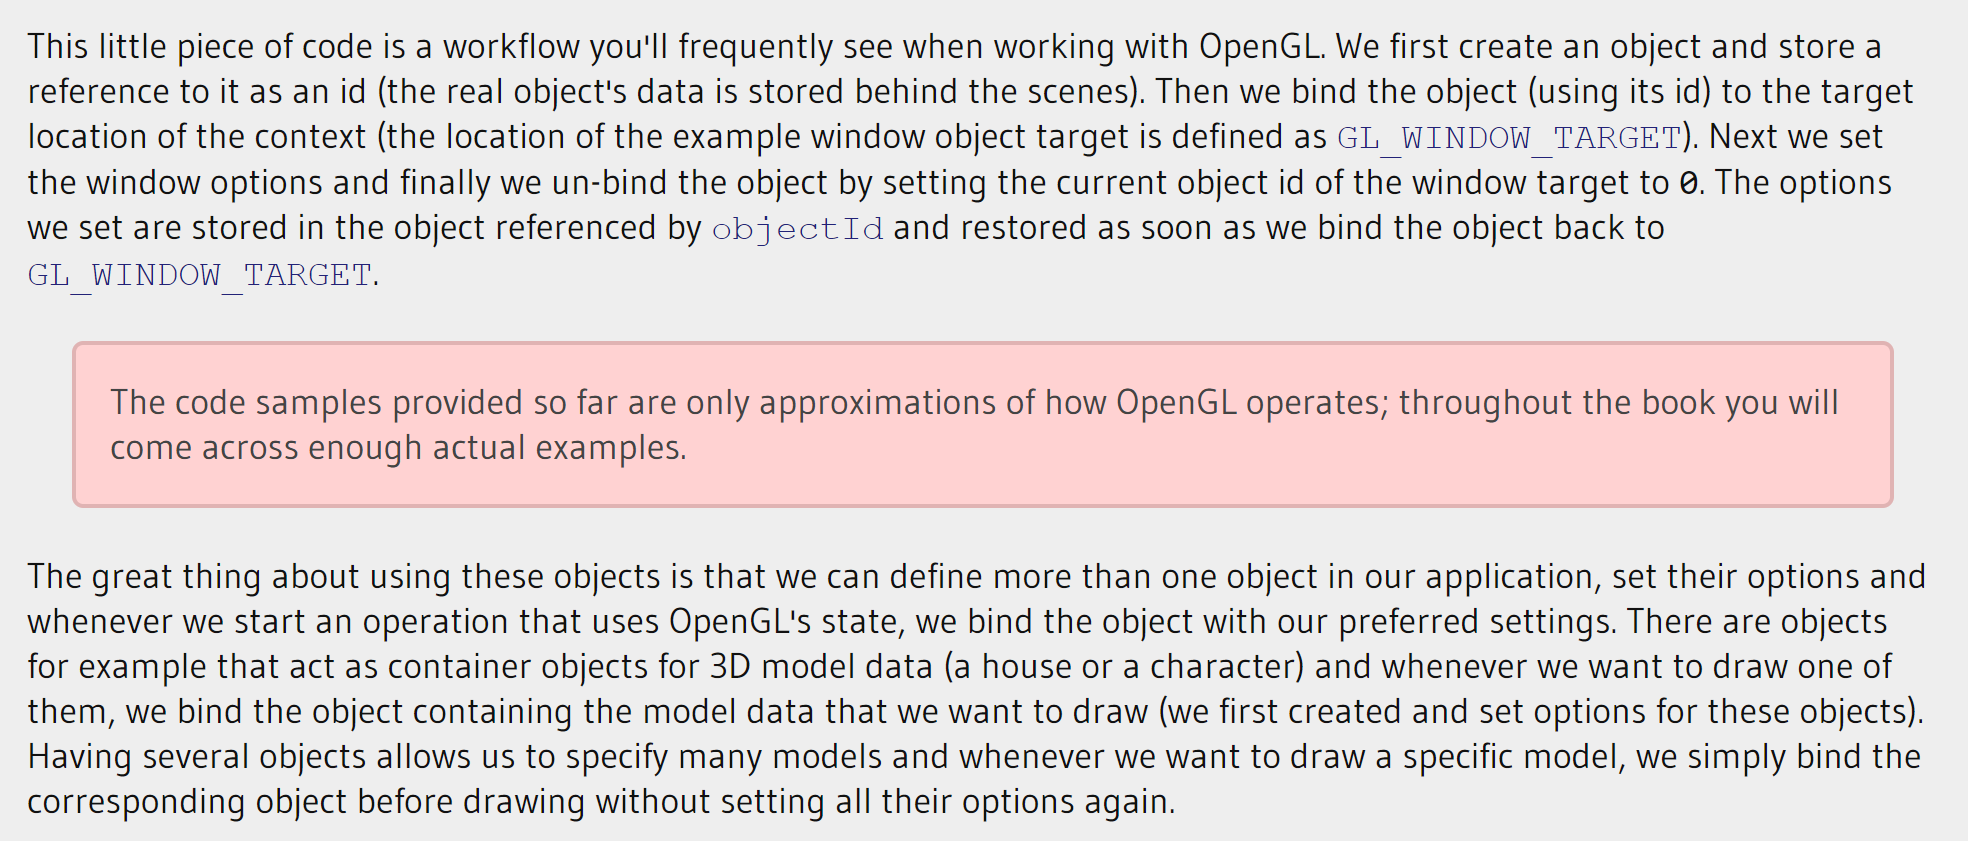 This little piece of code is a workflow you'll frequently see when working with OpenGL. We first create an object and store a
reference to it as an id (the real object's data is stored behind the scenes). Then we bind the object (using its id) to the target
location of the context (the location of the example window object target is defined as GL_WINDOW_TARGET). Next we set
the window options and finally we un-bind the object by setting the current object id of the window target to 0. The options
we set are stored in the object referenced by objectId and restored as soon as we bind the object back to
GL_WINDOW_TARGET.
The code samples provided so far are only approximations of how OpenGL operates; throughout the book you will
come across enough actual examples.
The great thing about using these objects is that we can define more than one object in our application, set their options and
whenever we start an operation that uses OpenGL's state, we bind the object with our preferred settings. There are objects
for example that act as container objects for 3D model data (a house or a character) and whenever we want to draw one of
them, we bind the object containing the model data that we want to draw (we first created and set options for these objects).
Having several objects allows us to specify many models and whenever we want to draw a specific model, we simply bind the
corresponding object before drawing without setting all their options again.